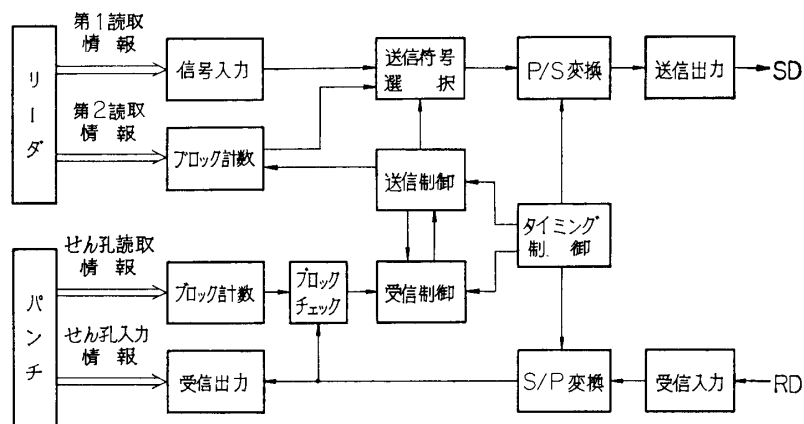 リーダ
第1読取
情報
信号入力
送信符号
選択
P/S変換
送信出力
SD
第2読取
情報
ブロック計数
送信制御
タイミング
制御
パンチ
せん孔読取
情報
ブロック計数
ブロック
チェック
受信制御
せん孔入力
情報
受信出力
S/P変換
受信入力
RD